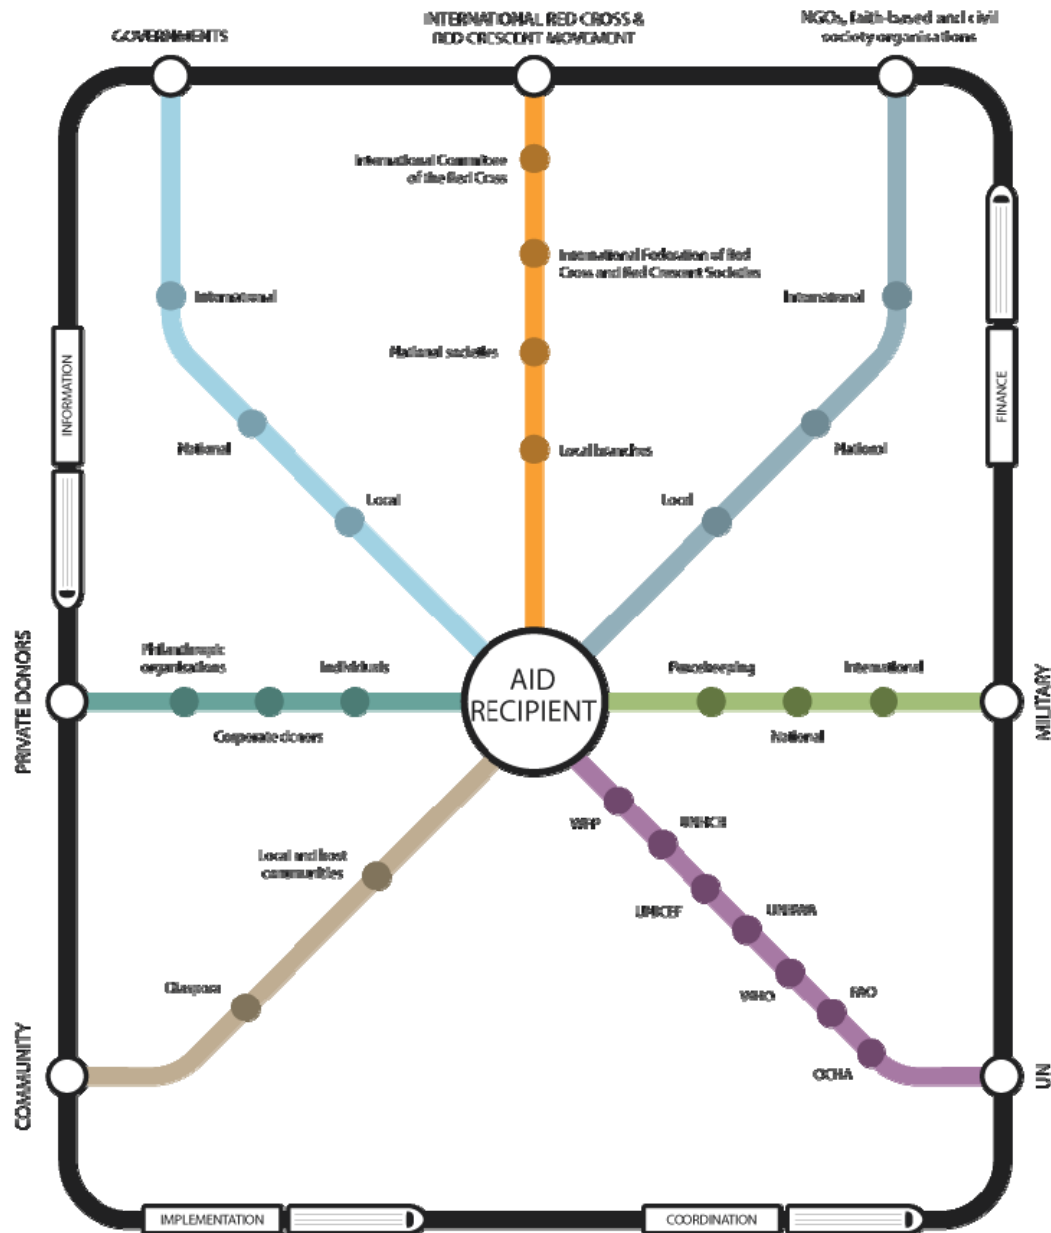 GOVERNMENTS
INTERNATIONAL RED CROSS &
RED CRESCENT MOVEMENT
NGOs, faith-based and civil
society organisations
International Committee
of the Red Cross
International Federation of Red
Cross and Red Crescent Societies
International
International
National societies
INFORMATION
FINANCE
National
Local branches
National
Local
Local
PRIVATE DONORS
Philanthropic
organisations
Individuals
Corporate donors
AID
RECIPIENT
Peacekeeping
International
National
MILITARY
WFP
UNHCR
Local and host
communities
UNICEF
UNRWA
Diaspora
WHO
FAO
OCHA
COMMUNITY
UN
IMPLEMENTATION
COORDINATION